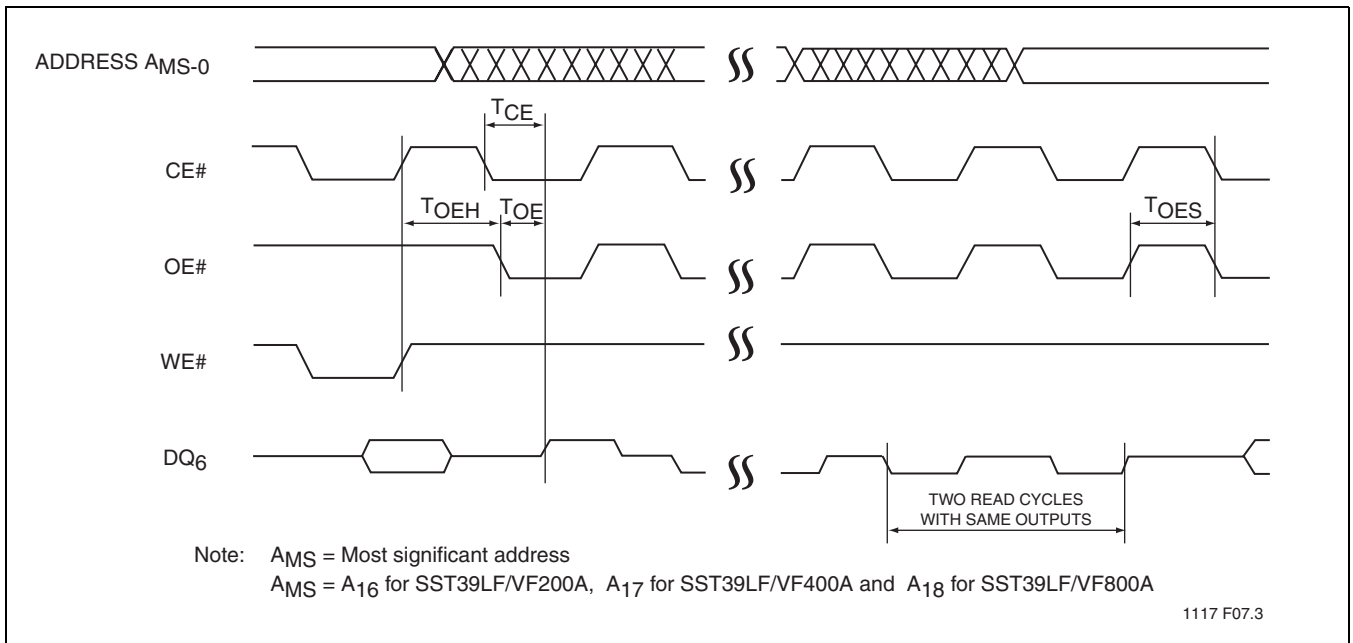 ADDRESS AMS-0
TCE
CE#
TOEH TOE TOES
OE#
WE#
DQ6
TWO READ CYCLES
WITH SAME OUTPUTS
Note: AMS = Most significant address
AMS = A16 for SST39LF/VF200A, A17 for SST39LF/VF400A and A18 for SST39LF/VF800A
1117 F07.3